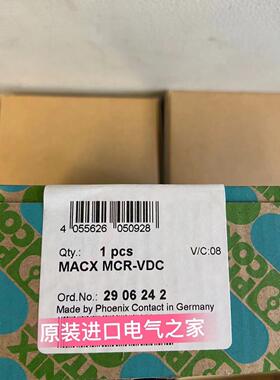 4 055626 050928
Qty.: 1 pcs V/C:08
MACX MCR-VDC
Ord.No.: 29 06 24 2
Made by Phoenix Contact in Germany
原装进口电气之家